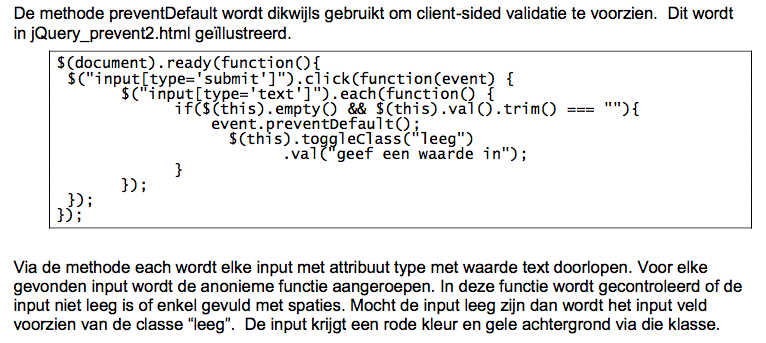 De methode preventDefault wordt dikwijls gebruikt om client-sided validatie te voorzien.  Dit wordt
in jQuery_prevent2.html geïllustreerd.
$(document).ready(function(){
 $("input[type='submit']").click(function(event) {
      $("input[type='text']").each(function() {
            if($(this).empty() && $(this).val().trim() === ""){
                event.preventDefault();
                  $(this).toggleClass("leeg")
                        .val("geef een waarde in");
            }
      });
 });
});
Via de methode each wordt elke input met attribuut type met waarde text doorlopen. Voor elke
gevonden input wordt de anonieme functie aangeroepen. In deze functie wordt gecontroleerd of de
input niet leeg is of enkel gevuld met spaties. Mocht de input leeg zijn dan wordt het input veld
voorzien van de classe “leeg”.  De input krijgt een rode kleur en gele achtergrond via die klasse.